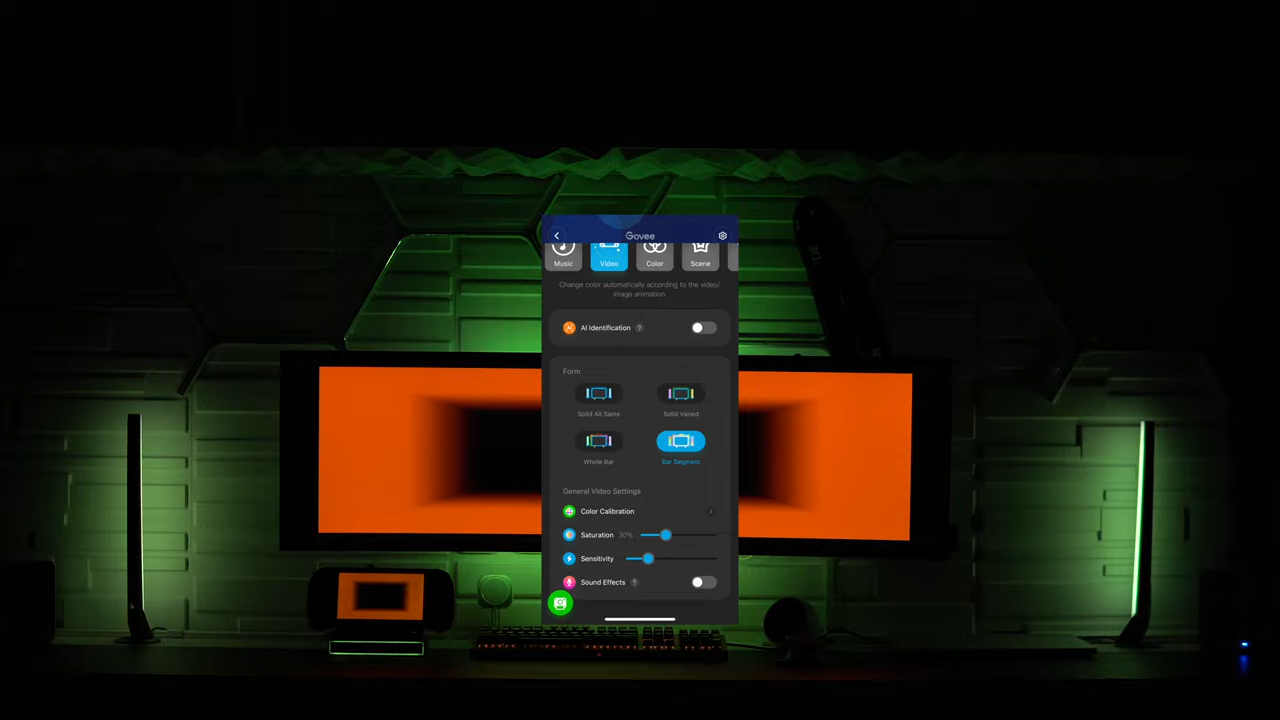 Govee
Music Video Color Scene
Change color automatically according to the video/
image animation.
AI Identification ?
Form
Solid All Same Solid Varied
Whole Bar Bar Segment
General Video Settings
Color Calibration
Saturation 30%
Sensitivity
Sound Effects ?